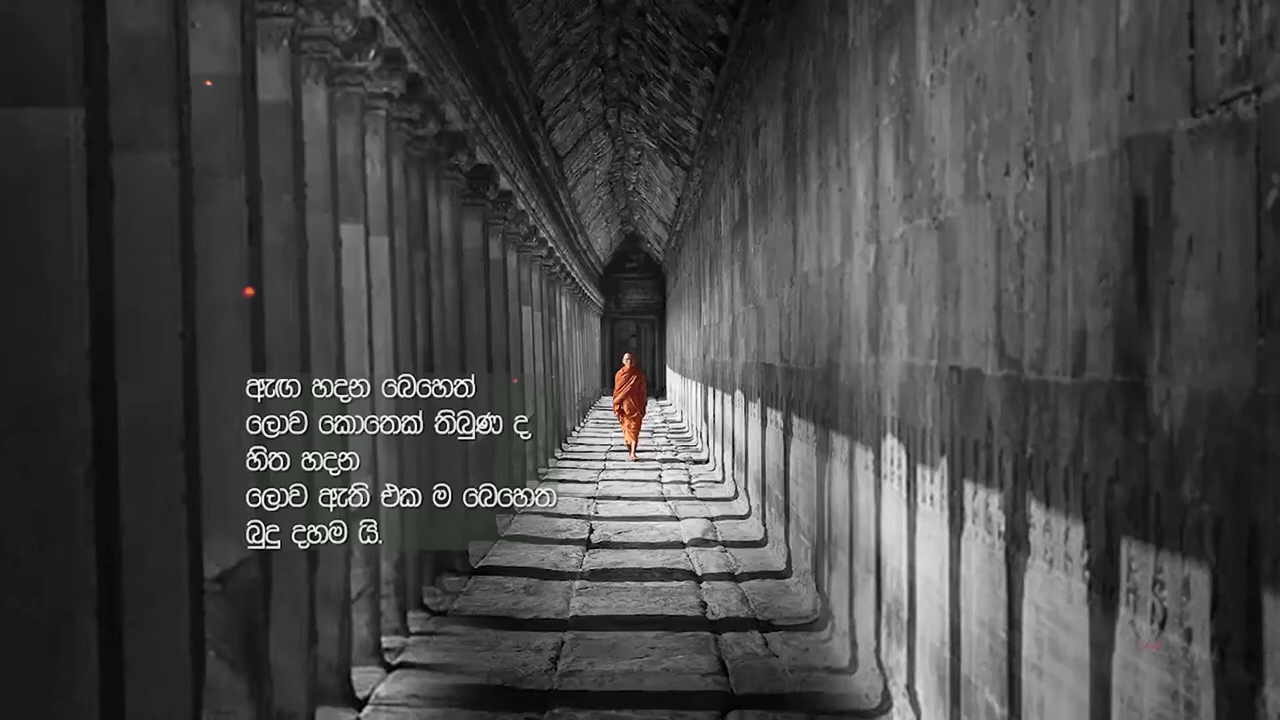 ඇඟ හදන බෙහෙත්
ලොව කොතෙක් තිබුණ ද
හිත හදන
ලොව ඇති එක ම බෙහෙත
බුදු දහම යි.